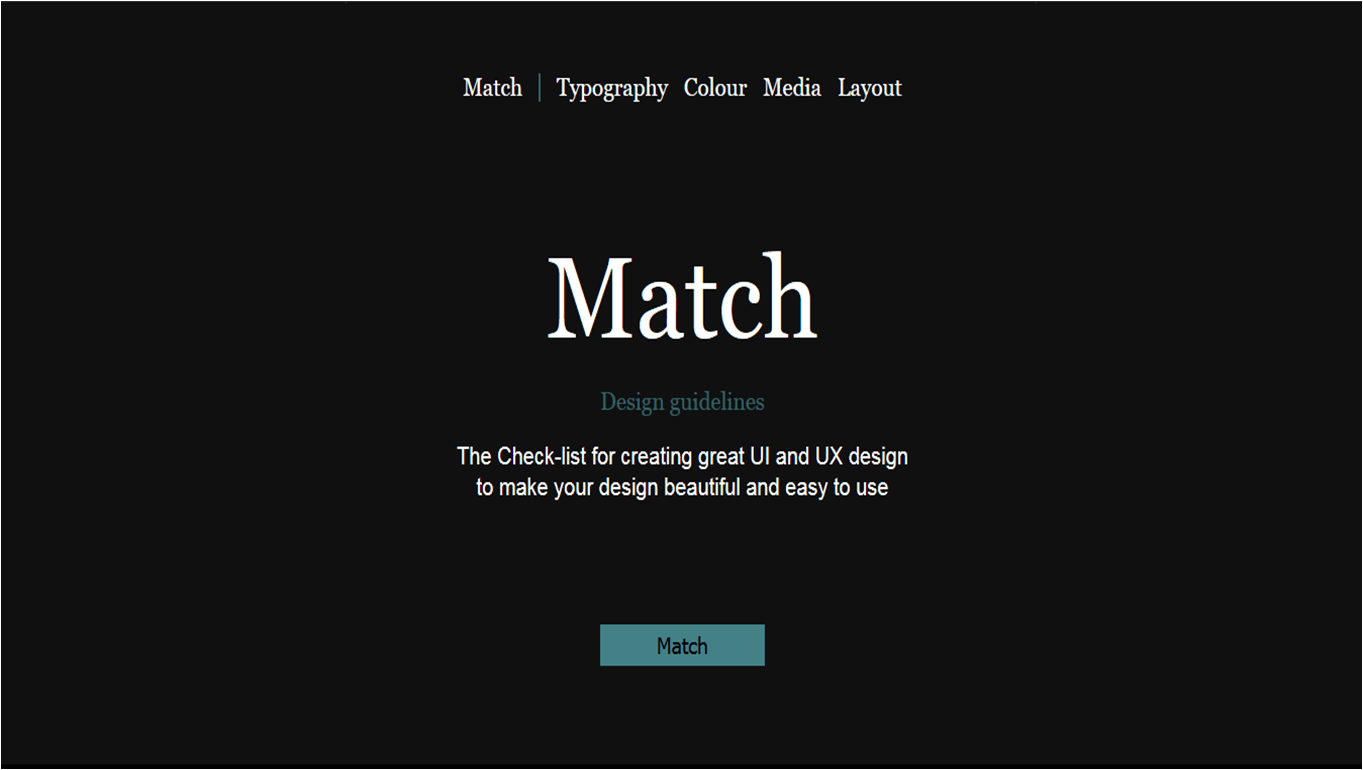 Match | Typography Colour Media Layout
Match
Design guidelines
The Check-list for creating great UI and UX design
to make your design beautiful and easy to use
Match